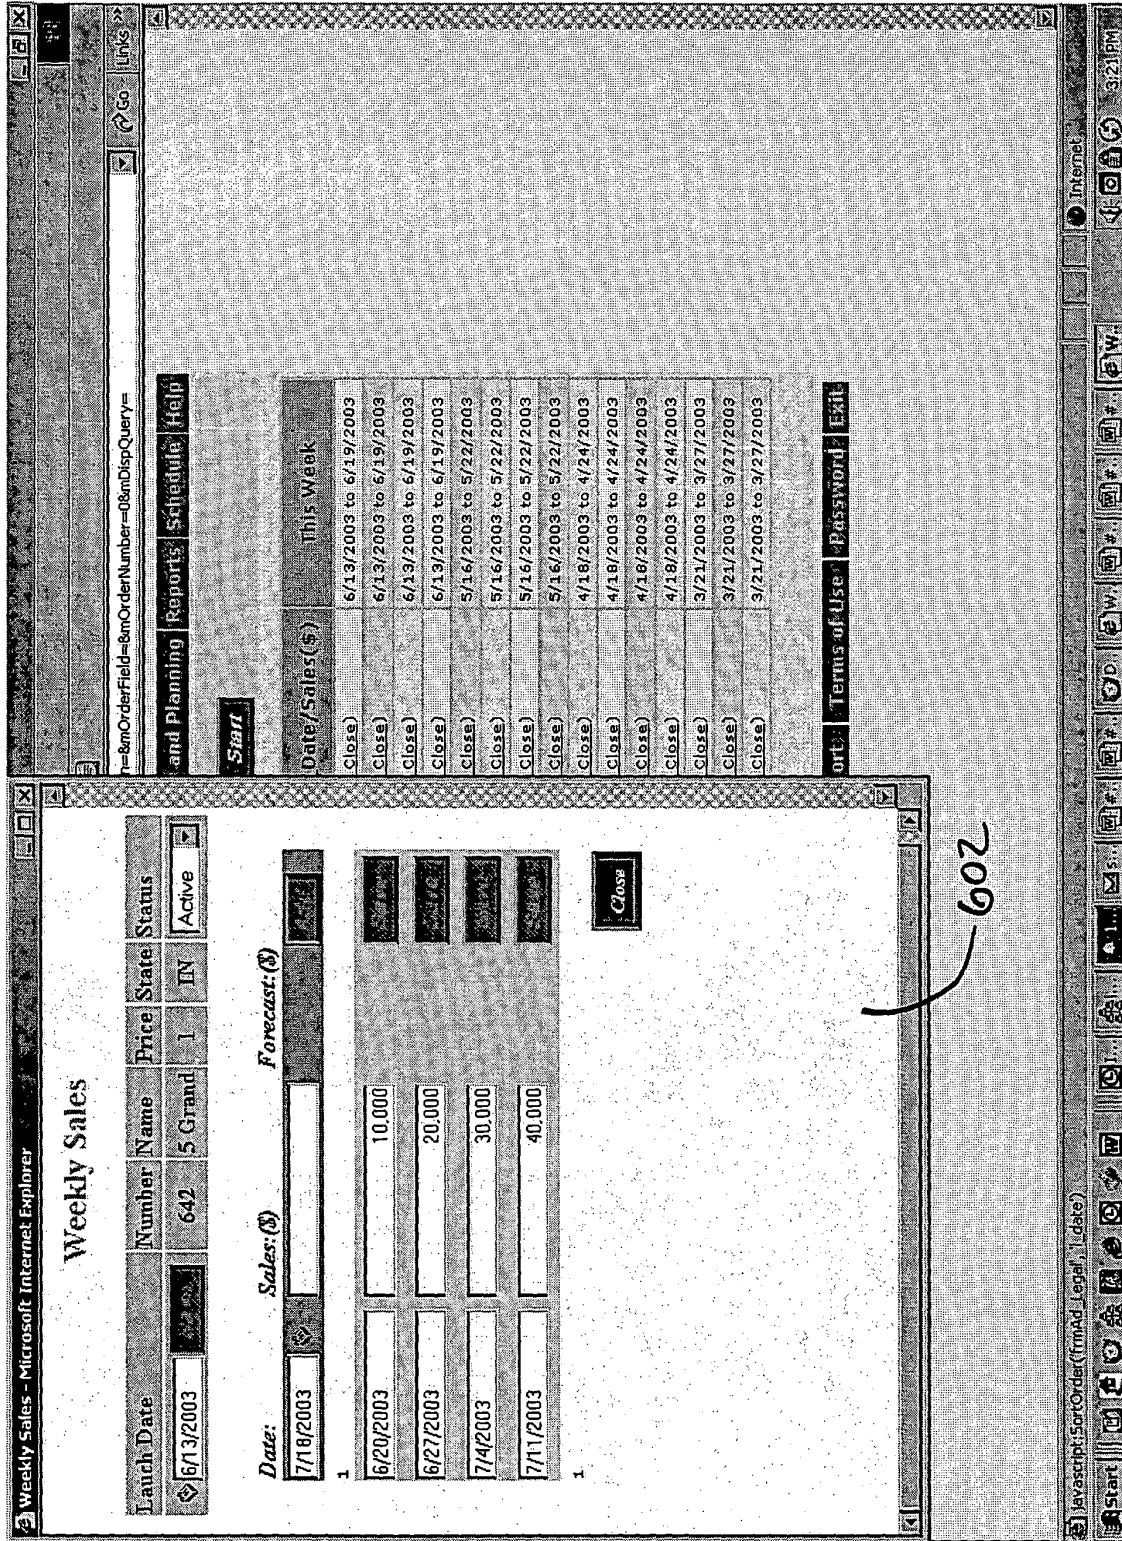 Weekly Sales - Microsoft Internet Explorer
Weekly Sales
Lauch Date Number Name Price State Status
6/13/2003 642 5 Grand 1 IN Active
Date: Sales:($) Forecast:($)
7/18/2003
1
6/20/2003 10,000
6/27/2003 20,000
7/4/2003 30,000
7/11/2003 40,000
1
Close
602
Go Links »
n=&mOrderField=&mOrderNumber=0&mDispQuery=
and Planning Reports Schedule Help
Start
Date/Sales($) This Week
Close) 6/13/2003 to 6/19/2003
Close) 6/13/2003 to 6/19/2003
Close) 6/13/2003 to 6/19/2003
Close) 6/13/2003 to 6/19/2003
Close) 5/16/2003 to 5/22/2003
Close) 5/16/2003 to 5/22/2003
Close) 5/16/2003 to 5/22/2003
Close) 5/16/2003 to 5/22/2003
Close) 4/18/2003 to 4/24/2003
Close) 4/18/2003 to 4/24/2003
Close) 4/18/2003 to 4/24/2003
Close) 4/18/2003 to 4/24/2003
Close) 3/21/2003 to 3/27/2003
Close) 3/21/2003 to 3/27/2003
Close) 3/21/2003 to 3/27/2003
ort Terms of Use Password Exit
javascript:SortOrder('frmAd_Legal', 'l_date') Internet
Start 1... S... #.. #.. D.. W.. #.. #.. #.. W.. 3:21 PM